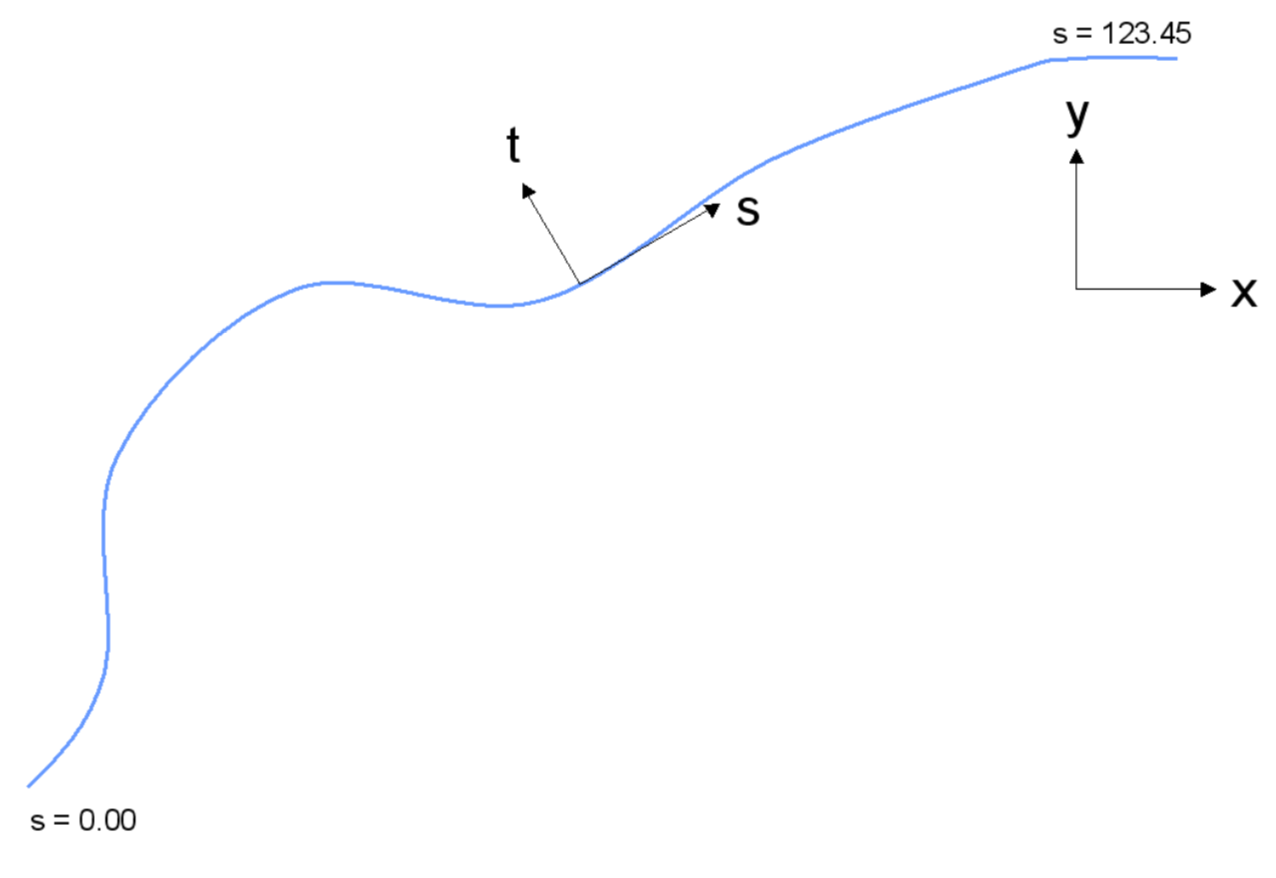 s = 123.45
y
t
s
x
s = 0.00